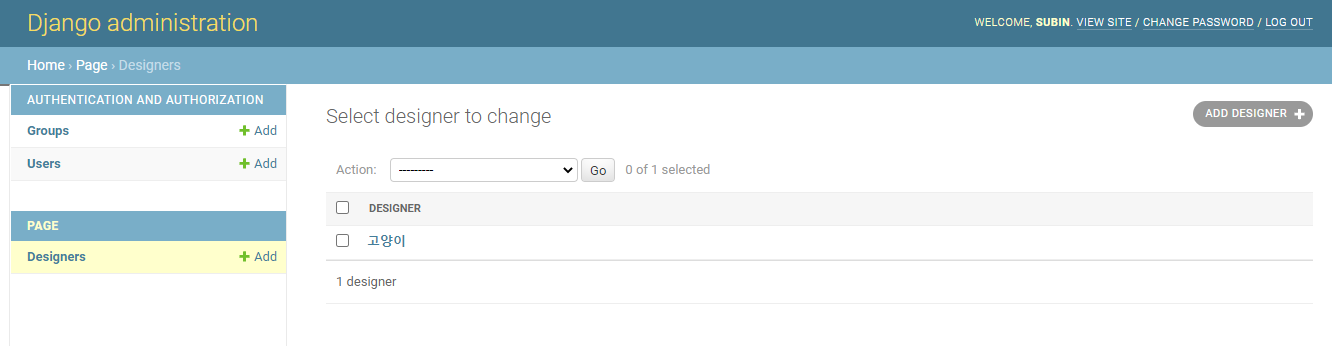 Django administration
WELCOME, SUBIN. VIEW SITE / CHANGE PASSWORD / LOG OUT
Home › Page › Designers
AUTHENTICATION AND AUTHORIZATION
Groups + Add
Users + Add
PAGE
Designers + Add
Select designer to change
ADD DESIGNER +
Action: --------- Go 0 of 1 selected
DESIGNER
고양이
1 designer